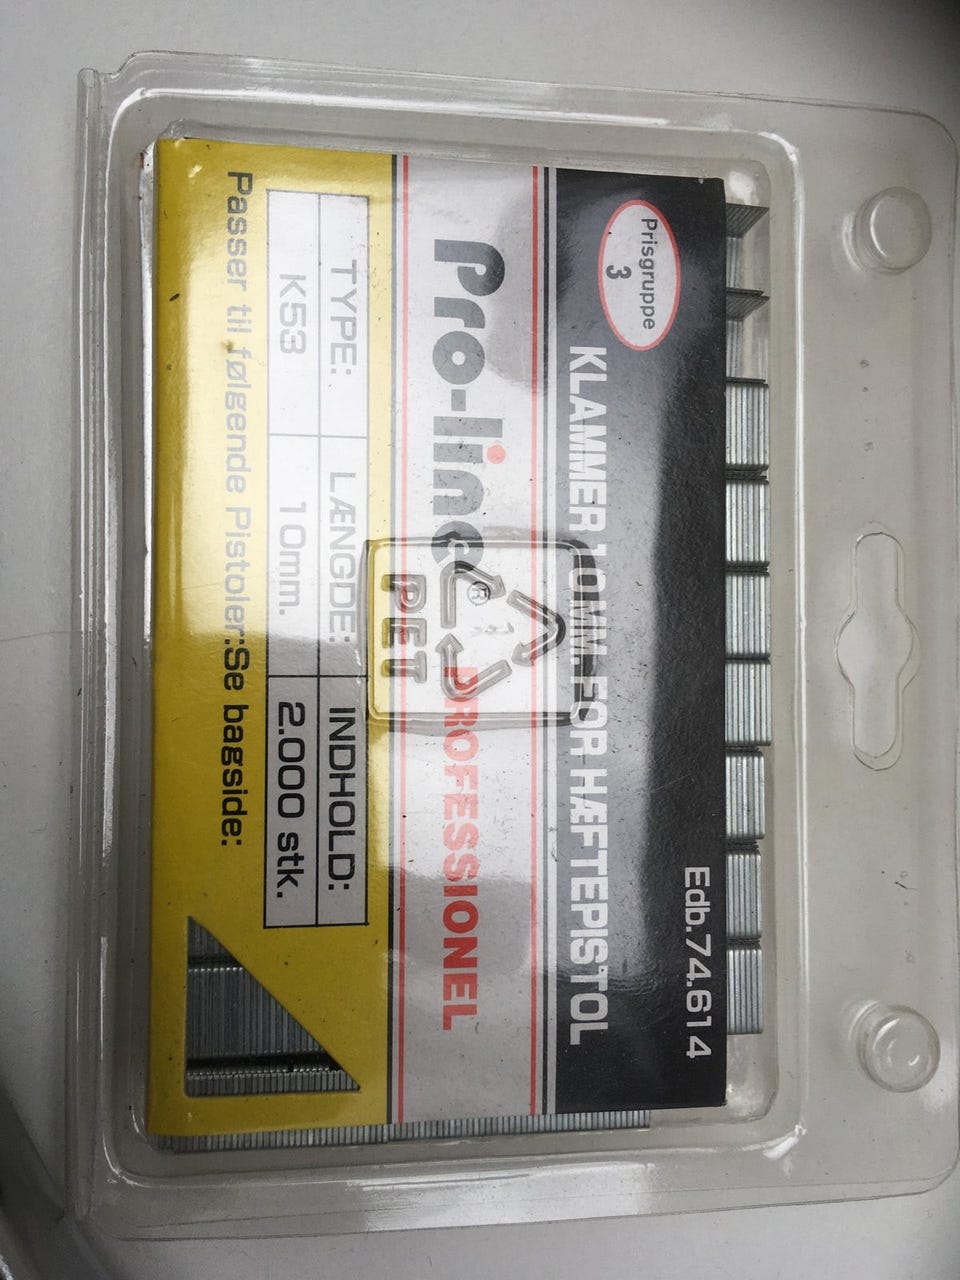 Prisgruppe
3
Edb.74.614
KLAMMER 10MM. FOR HÆFTEPISTOL
Pro-line®
PROFESSIONEL
TYPE: LÆNGDE: INDHOLD:
K53 10mm. 2.000 stk.
Passer til følgende Pistoler:Se bagside:
1
PET